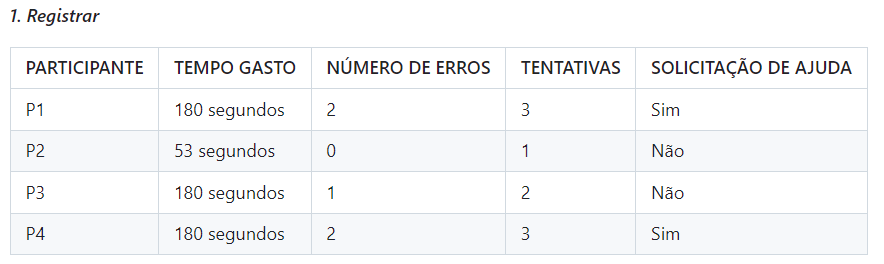 1. Registrar
PARTICIPANTE TEMPO GASTO NÚMERO DE ERROS TENTATIVAS SOLICITAÇÃO DE AJUDA
P1 180 segundos 2 3 Sim
P2 53 segundos 0 1 Não
P3 180 segundos 1 2 Não
P4 180 segundos 2 3 Sim